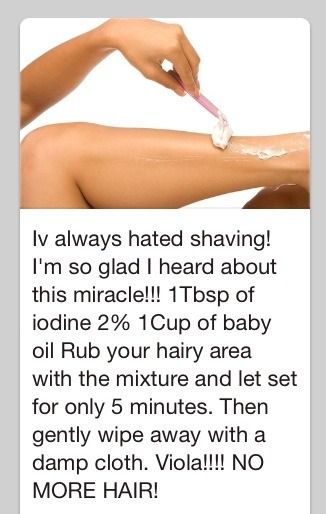 Iv always hated shaving!
I'm so glad I heard about
this miracle!!! 1Tbsp of
iodine 2% 1Cup of baby
oil Rub your hairy area
with the mixture and let set
for only 5 minutes. Then
gently wipe away with a
damp cloth. Viola!!!! NO
MORE HAIR!